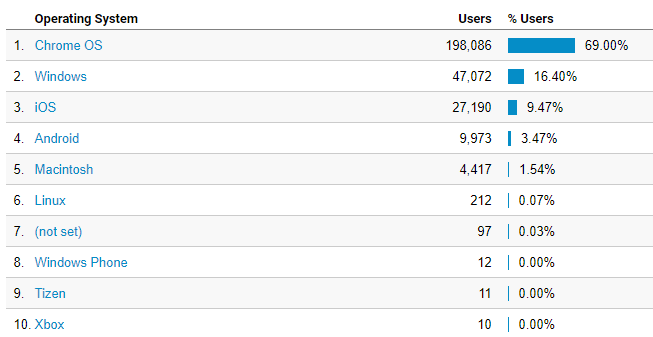 Operating System Users % Users
1. Chrome OS 198,086 69.00%
2. Windows 47,072 16.40%
3. iOS 27,190 9.47%
4. Android 9,973 3.47%
5. Macintosh 4,417 1.54%
6. Linux 212 0.07%
7. (not set) 97 0.03%
8. Windows Phone 12 0.00%
9. Tizen 11 0.00%
10. Xbox 10 0.00%